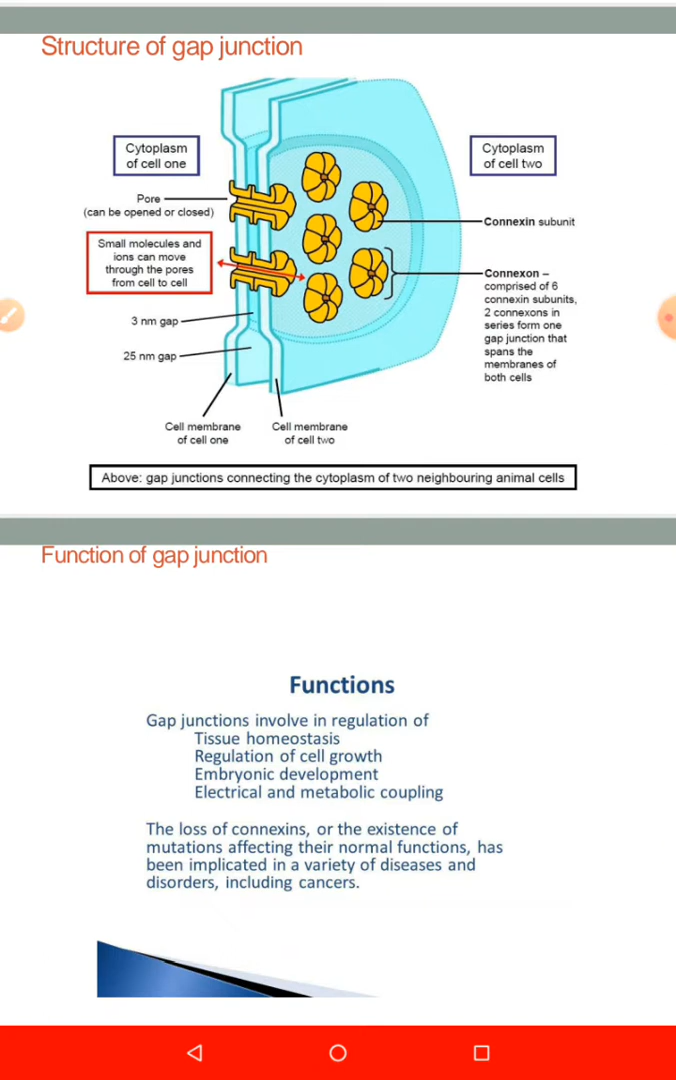 Structure of gap junction
Cytoplasm
of cell one
Cytoplasm
of cell two
Pore
(can be opened or closed)
Connexin subunit
Small molecules and
ions can move
through the pores
from cell to cell
Connexon –
comprised of 6
connexin subunits,
2 connexons in
series form one
gap junction that
spans the
membranes of
both cells
3 nm gap
25 nm gap
Cell membrane
of cell one
Cell membrane
of cell two
Above: gap junctions connecting the cytoplasm of two neighbouring animal cells
Function of gap junction
Functions
Gap junctions involve in regulation of
Tissue homeostasis
Regulation of cell growth
Embryonic development
Electrical and metabolic coupling
The loss of connexins, or the existence of
mutations affecting their normal functions, has
been implicated in a variety of diseases and
disorders, including cancers.